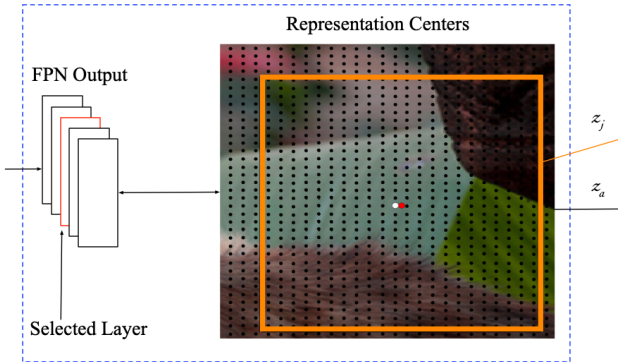 Representation Centers
FPN Output
z_j
z_a
Selected Layer